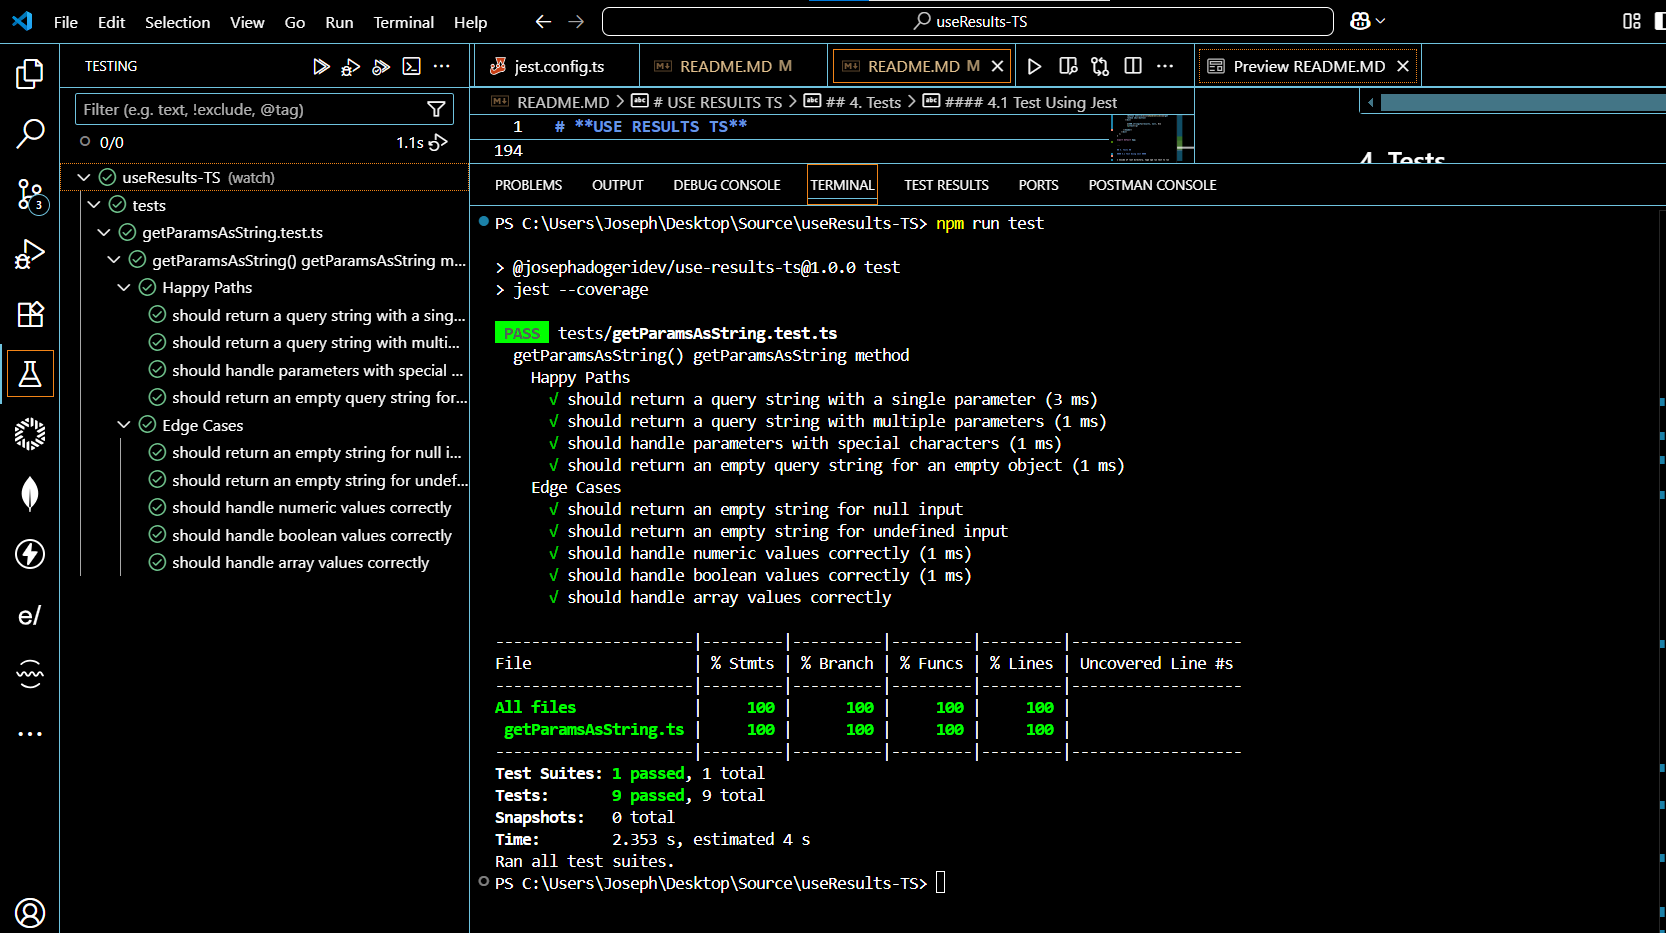 File Edit Selection View Go Run Terminal Help
useResults-TS
TESTING
jest.config.ts
README.MD M
README.MD M
Preview README.MD
Filter (e.g. text, !exclude, @tag)
README.MD > # USE RESULTS TS > ## 4. Tests > #### 4.1 Test Using Jest
1 # **USE RESULTS TS**
194
4. Tests
0/0
1.1s
3
useResults-TS (watch)
tests
getParamsAsString.test.ts
getParamsAsString() getParamsAsString m...
Happy Paths
should return a query string with a sing...
should return a query string with multi...
should handle parameters with special ...
should return an empty query string for...
Edge Cases
should return an empty string for null i...
should return an empty string for undef...
should handle numeric values correctly
should handle boolean values correctly
should handle array values correctly
e/
PROBLEMS OUTPUT DEBUG CONSOLE TERMINAL TEST RESULTS PORTS POSTMAN CONSOLE
PS C:\Users\Joseph\Desktop\Source\useResults-TS> npm run test
> @josephadogeridev/use-results-ts@1.0.0 test
> jest --coverage
PASS tests/getParamsAsString.test.ts
getParamsAsString() getParamsAsString method
Happy Paths
√ should return a query string with a single parameter (3 ms)
√ should return a query string with multiple parameters (1 ms)
√ should handle parameters with special characters (1 ms)
√ should return an empty query string for an empty object (1 ms)
Edge Cases
√ should return an empty string for null input
√ should return an empty string for undefined input
√ should handle numeric values correctly (1 ms)
√ should handle boolean values correctly (1 ms)
√ should handle array values correctly
----------------------|---------|----------|---------|---------|-------------------
File | % Stmts | % Branch | % Funcs | % Lines | Uncovered Line #s
----------------------|---------|----------|---------|---------|-------------------
All files | 100 | 100 | 100 | 100 |
getParamsAsString.ts | 100 | 100 | 100 | 100 |
----------------------|---------|----------|---------|---------|-------------------
Test Suites: 1 passed, 1 total
Tests: 9 passed, 9 total
Snapshots: 0 total
Time: 2.353 s, estimated 4 s
Ran all test suites.
PS C:\Users\Joseph\Desktop\Source\useResults-TS>